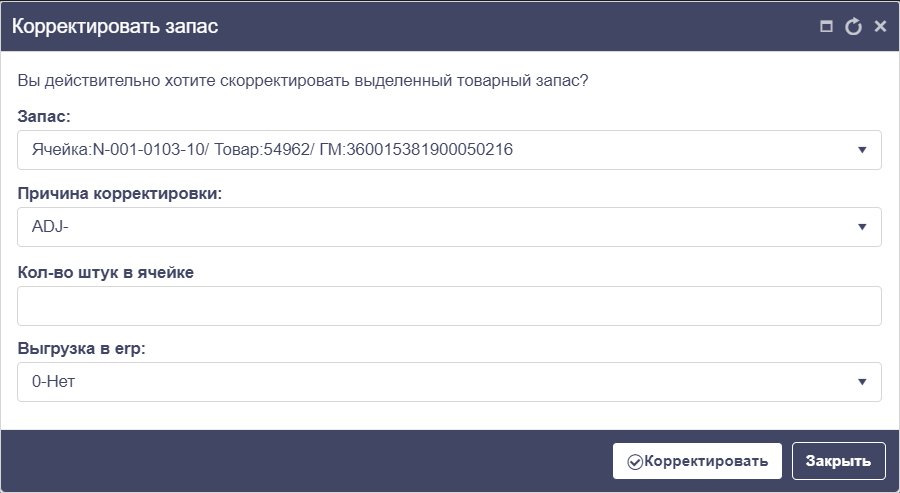 Корректировать запас
Вы действительно хотите скорректировать выделенный товарный запас?
Запас:
Ячейка:N-001-0103-10/ Товар:54962/ ГМ:360015381900050216
Причина корректировки:
ADJ-
Кол-во штук в ячейке
Выгрузка в erp:
0-Нет
Корректировать
Закрыть